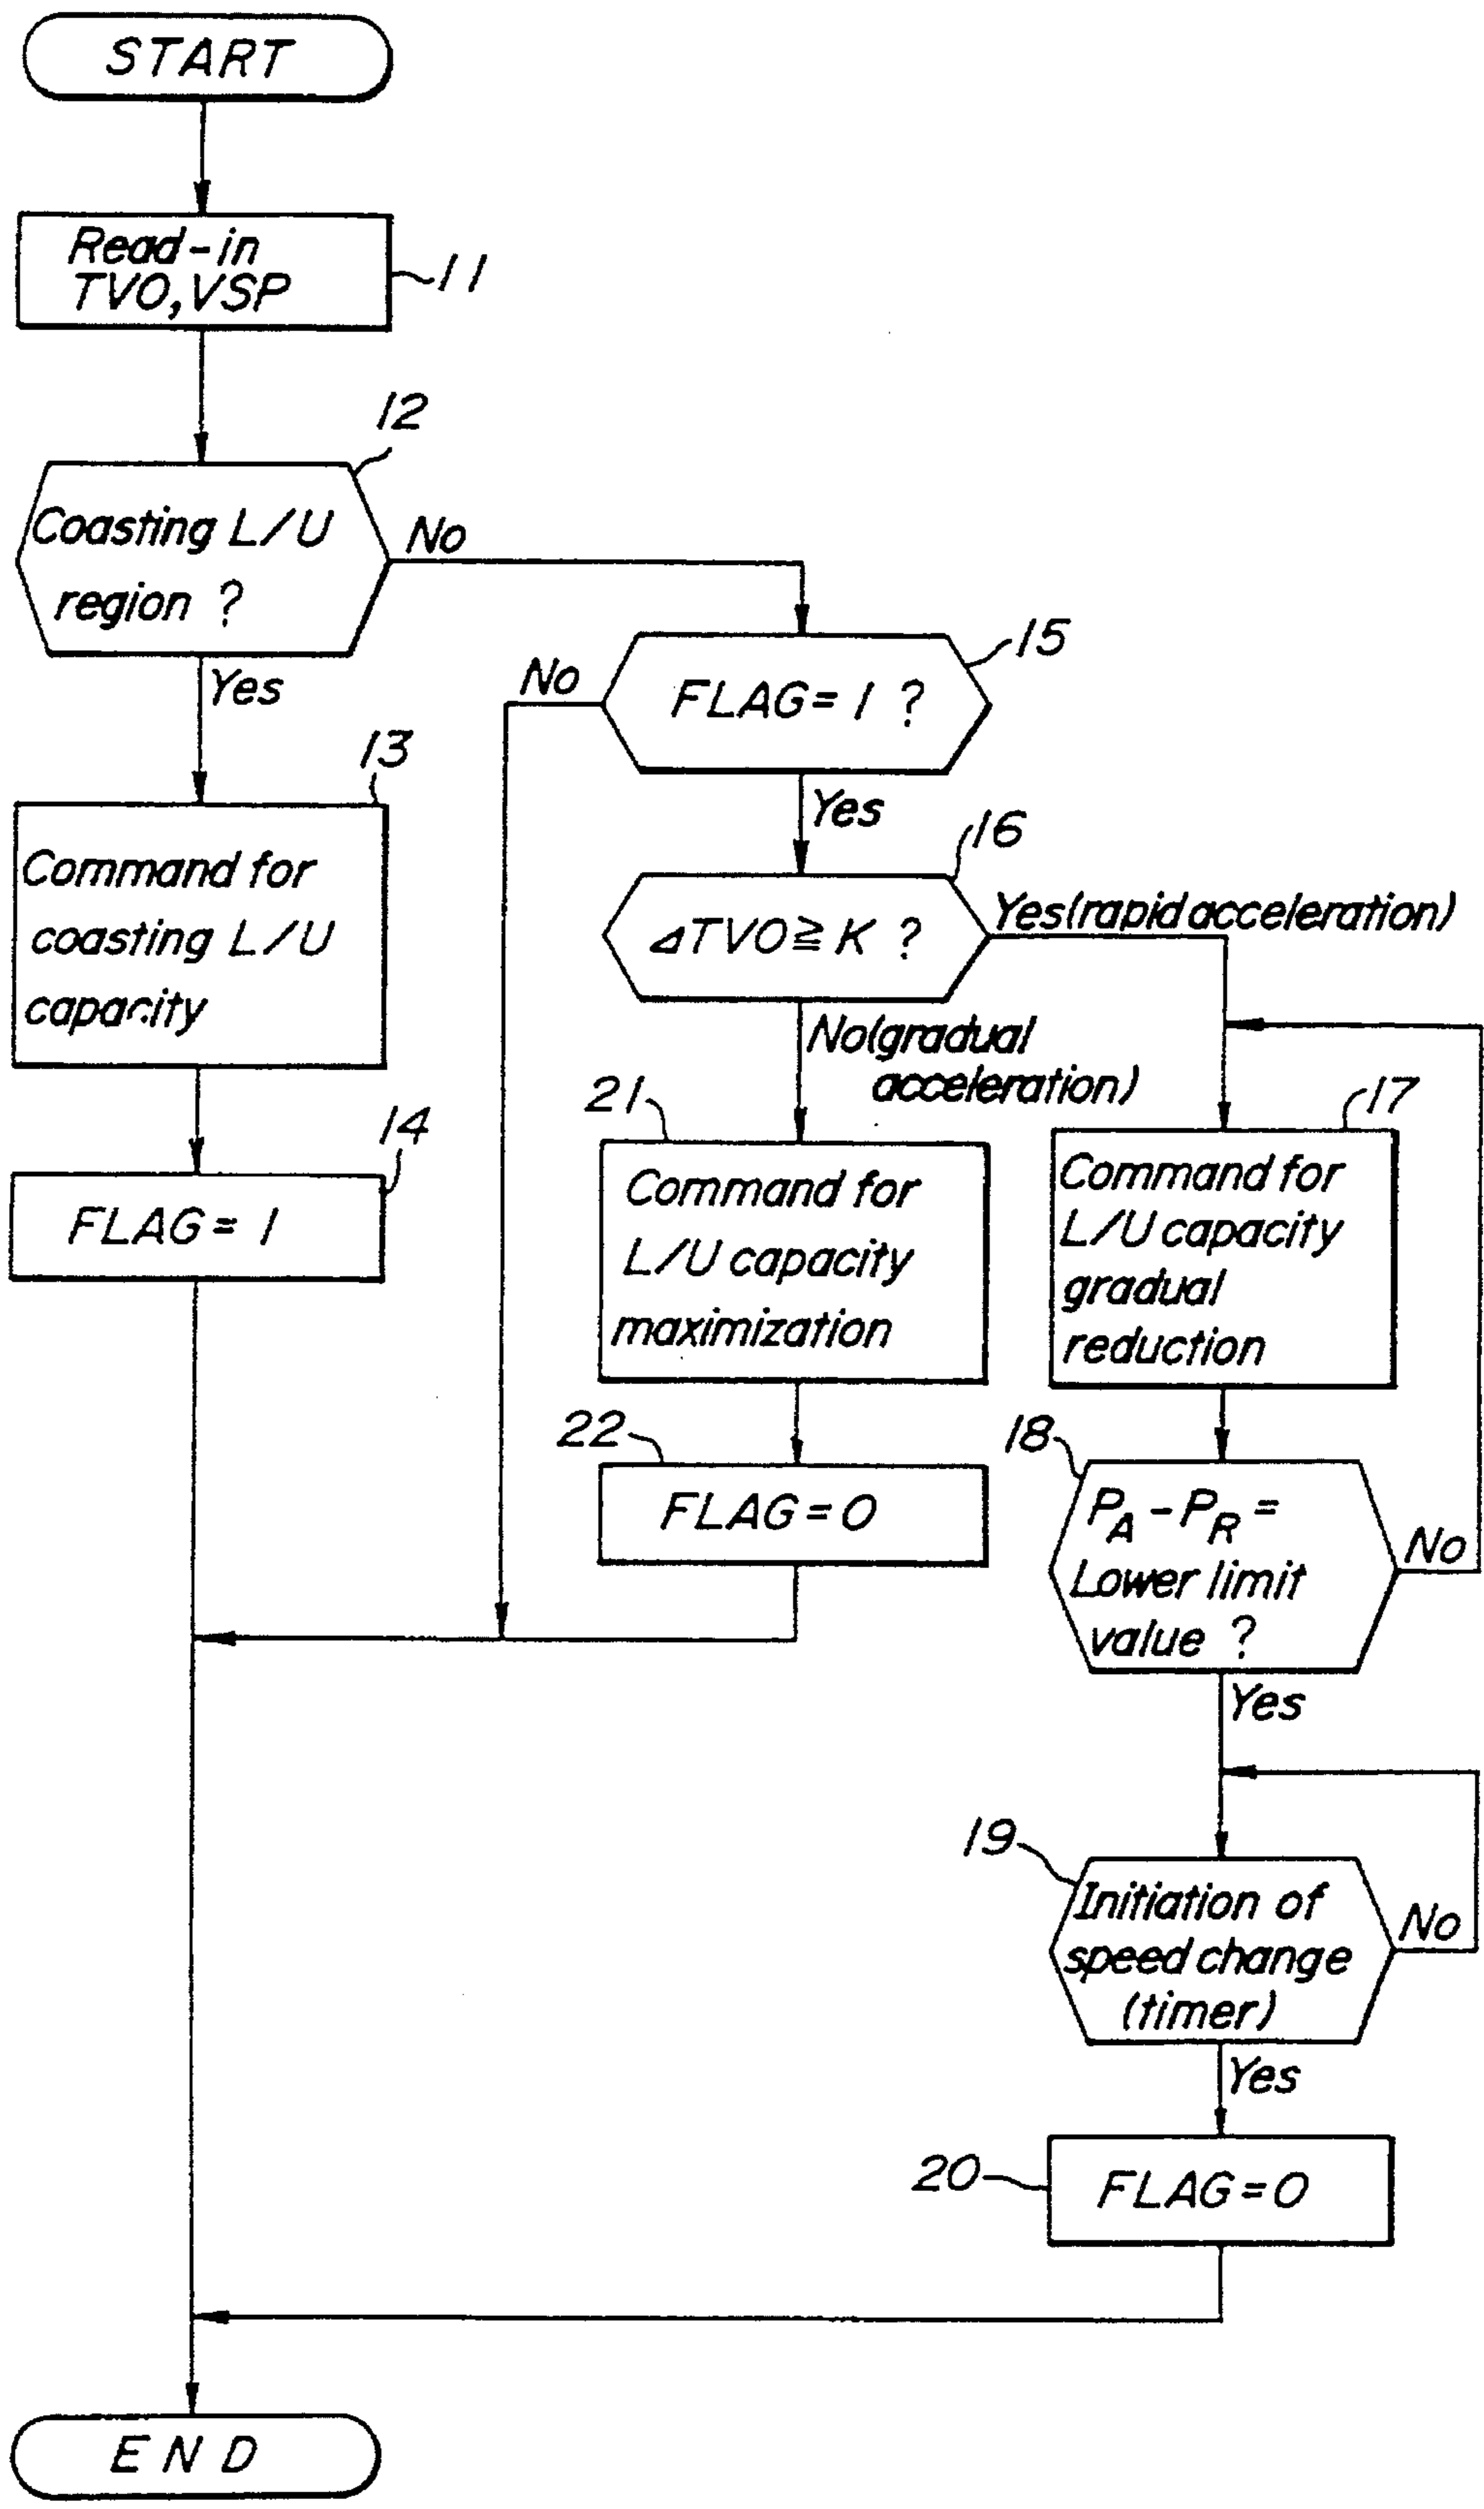 START
Read-in
TVO, VSP
11
12
Coasting L/U
region ?
No
Yes
13
Command for
coasting L/U
capacity
14
FLAG = 1
15
FLAG = 1 ?
No
Yes
16
ΔTVO ≧ K ?
Yes (rapid acceleration)
No (gradual
acceleration)
21
Command for
L/U capacity
maximization
22
FLAG = 0
17
Command for
L/U capacity
gradual
reduction
18
PA - PR =
Lower limit
value ?
No
Yes
19
Initiation of
speed change
(timer)
No
Yes
20
FLAG = 0
END